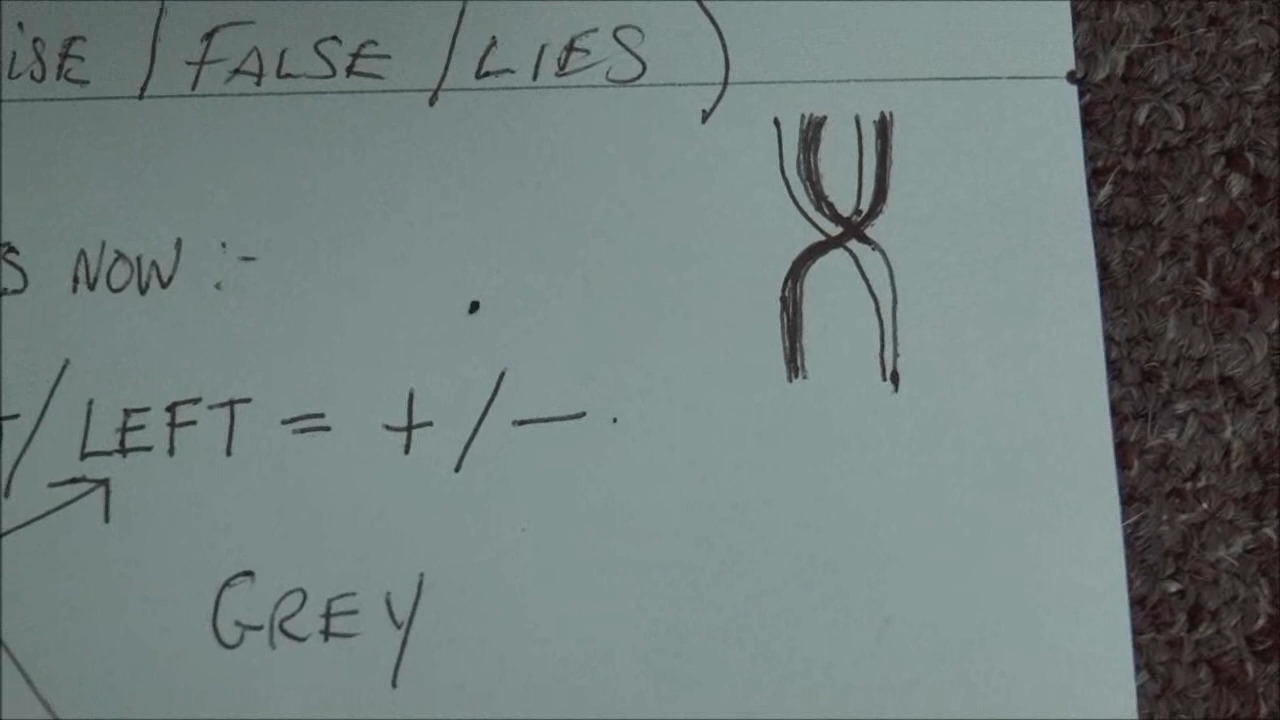 ISE / FALSE / LIES )
S NOW :-
/ LEFT = + / -.
GREY